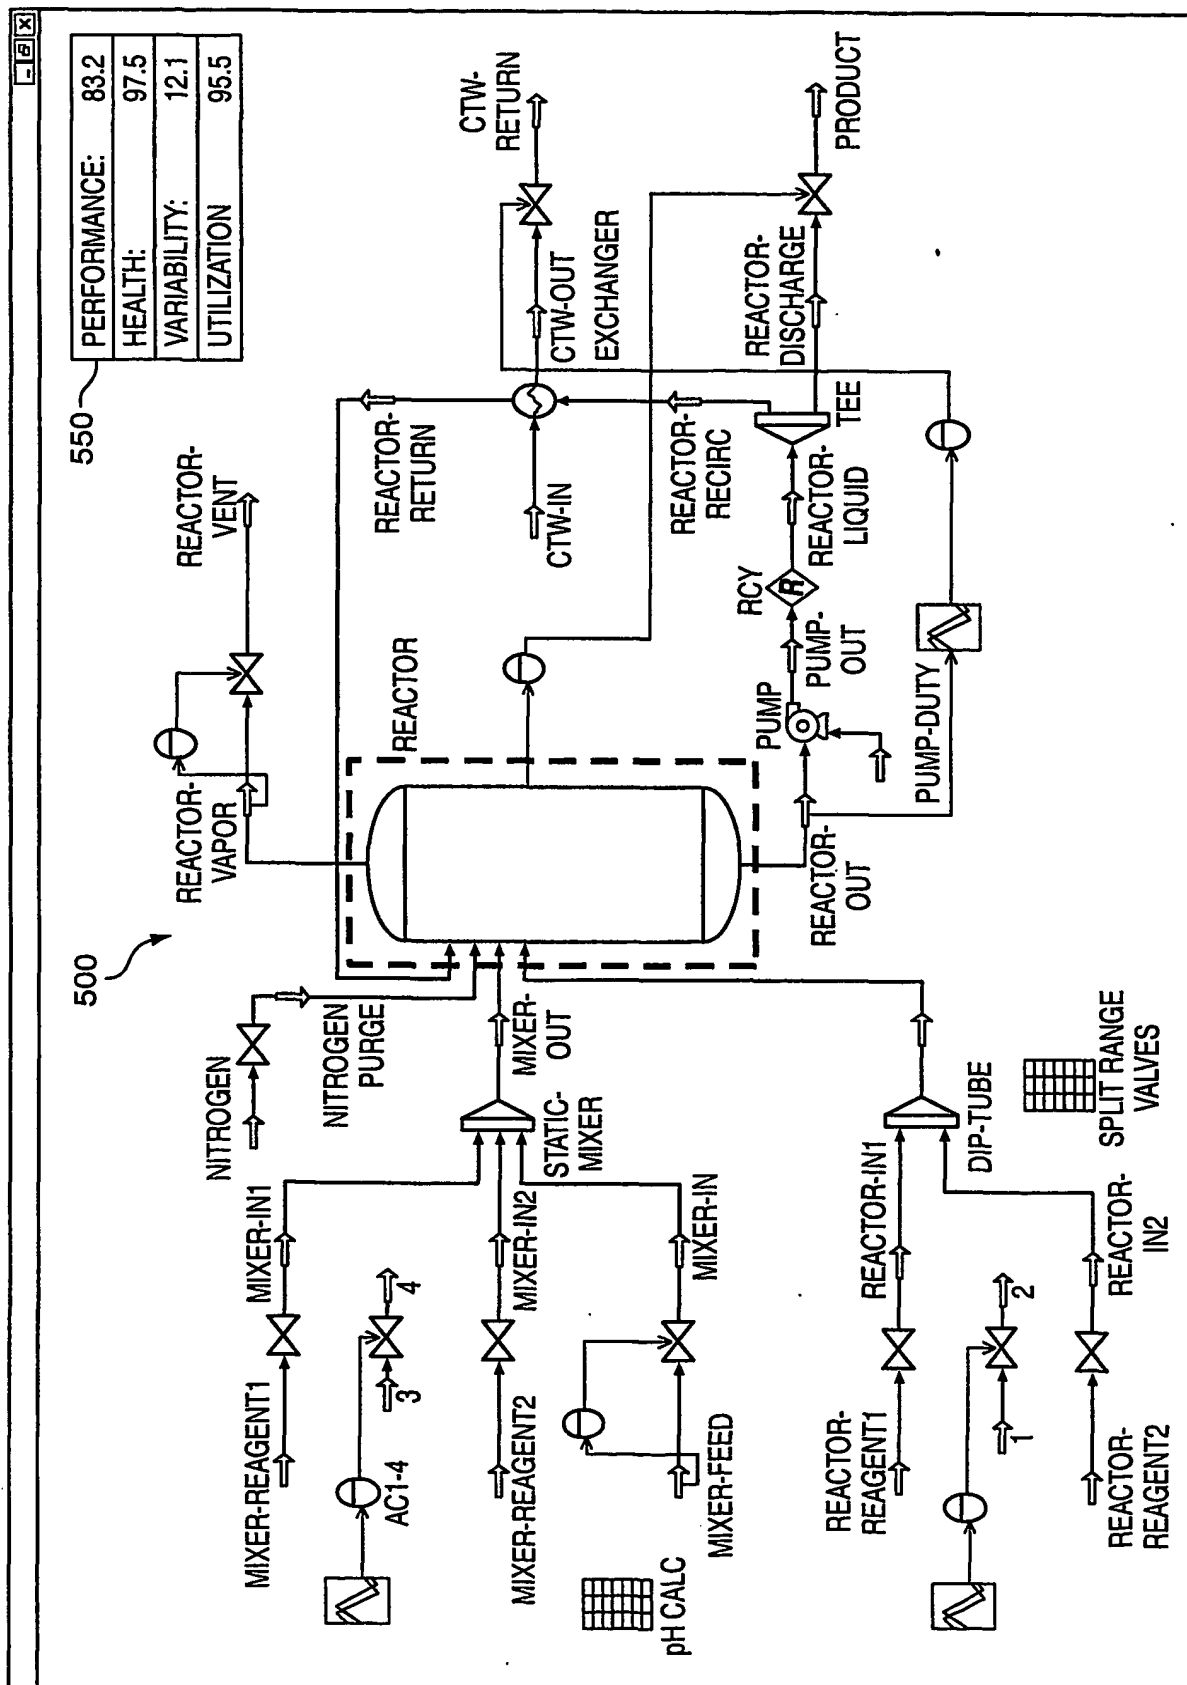 500
550
PERFORMANCE: 83.2
HEALTH: 97.5
VARIABILITY: 12.1
UTILIZATION 95.5
NITROGEN
NITROGEN
PURGE
REACTOR-
VAPOR
REACTOR-
VENT
MIXER-REAGENT1
MIXER-IN1
REACTOR
REACTOR-
RETURN
CTW-
RETURN
AC1-4
3
4
MIXER-REAGENT2
MIXER-IN2
STATIC-
MIXER
MIXER-
OUT
CTW-IN
CTW-OUT
EXCHANGER
pH CALC
MIXER-FEED
MIXER-IN
REACTOR-
RECIRC
RCY
R
PUMP
PUMP-
OUT
REACTOR-
LIQUID
TEE
REACTOR-
DISCHARGE
PRODUCT
REACTOR-
OUT
PUMP-DUTY
REACTOR-
REAGENT1
REACTOR-IN1
DIP-TUBE
1
2
REACTOR-
REAGENT2
REACTOR-
IN2
SPLIT RANGE
VALVES